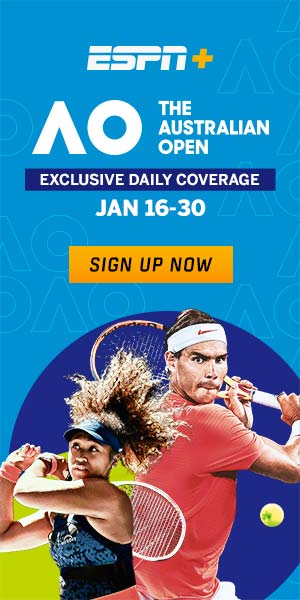 ESPN+
AO
THE
AUSTRALIAN
OPEN
EXCLUSIVE DAILY COVERAGE
JAN 16-30
SIGN UP NOW